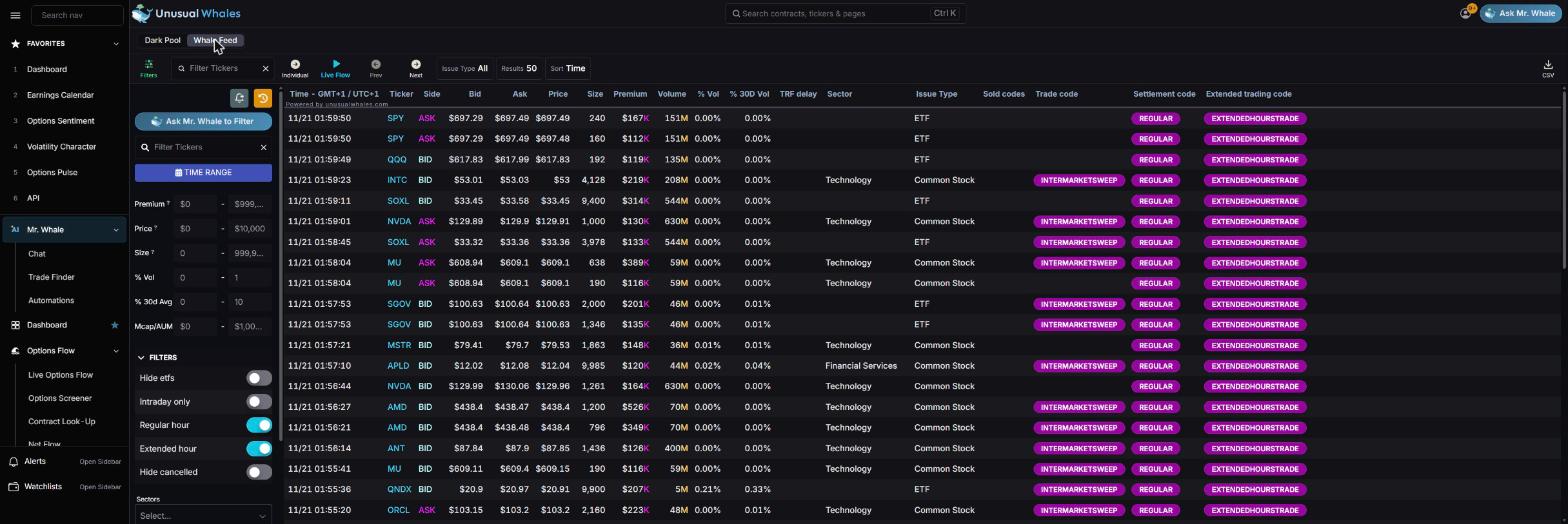 Search nav
Unusual Whales
Search contracts, tickers & pages
Ctrl K
9+
Ask Mr. Whale
FAVORITES
1 Dashboard
2 Earnings Calendar
3 Options Sentiment
4 Volatility Character
5 Options Pulse
6 API
AI Mr. Whale
Chat
Trade Finder
Automations
Dashboard
Options Flow
Live Options Flow
Options Screener
Contract Look-Up
Net Flow
Alerts Open Sidebar
Watchlists Open Sidebar
Dark Pool Whale Feed
Filters
Filter Tickers
Individual
Live Flow
Prev
Next
Issue Type All
Results 50
Sort Time
CSV
Ask Mr. Whale to Filter
Filter Tickers
TIME RANGE
Premium ? $0 - $999,...
Price ? $0 - $10,000
Size ? 0 - 999,9...
% Vol 0 - 1
% 30d Avg 0 - 10
Mcap/AUM $0 - $1,00...
FILTERS
Hide etfs
Intraday only
Regular hour
Extended hour
Hide cancelled
Sectors
Select...
Time - GMT+1 / UTC+1 Ticker Side Bid Ask Price Size Premium Volume % Vol % 30D Vol TRF delay Sector Issue Type Sold codes Trade code Settlement code Extended trading code
Powered by unusualwhales.com
11/21 01:59:50 SPY ASK $697.29 $697.49 $697.49 240 $167K 151M 0.00% 0.00% ETF REGULAR EXTENDEDHOURSTRADE
11/21 01:59:50 SPY ASK $697.29 $697.49 $697.48 160 $112K 151M 0.00% 0.00% ETF REGULAR EXTENDEDHOURSTRADE
11/21 01:59:49 QQQ BID $617.83 $617.99 $617.83 192 $119K 135M 0.00% 0.00% ETF REGULAR EXTENDEDHOURSTRADE
11/21 01:59:23 INTC BID $53.01 $53.03 $53 4,128 $219K 208M 0.00% 0.00% Technology Common Stock INTERMARKETSWEEP REGULAR EXTENDEDHOURSTRADE
11/21 01:59:11 SOXL BID $33.45 $33.58 $33.45 9,400 $314K 544M 0.00% 0.00% ETF REGULAR EXTENDEDHOURSTRADE
11/21 01:59:01 NVDA ASK $129.89 $129.9 $129.91 1,000 $130K 630M 0.00% 0.00% Technology Common Stock INTERMARKETSWEEP REGULAR EXTENDEDHOURSTRADE
11/21 01:58:45 SOXL ASK $33.32 $33.36 $33.36 3,978 $133K 544M 0.00% 0.00% ETF INTERMARKETSWEEP REGULAR EXTENDEDHOURSTRADE
11/21 01:58:04 MU ASK $608.94 $609.1 $609.1 638 $389K 59M 0.00% 0.00% Technology Common Stock INTERMARKETSWEEP REGULAR EXTENDEDHOURSTRADE
11/21 01:58:04 MU ASK $608.94 $609.1 $609.1 190 $116K 59M 0.00% 0.00% Technology Common Stock REGULAR EXTENDEDHOURSTRADE
11/21 01:57:53 SGOV BID $100.63 $100.64 $100.63 2,000 $201K 46M 0.00% 0.01% ETF INTERMARKETSWEEP REGULAR EXTENDEDHOURSTRADE
11/21 01:57:53 SGOV BID $100.63 $100.64 $100.63 1,346 $135K 46M 0.00% 0.01% ETF INTERMARKETSWEEP REGULAR EXTENDEDHOURSTRADE
11/21 01:57:21 MSTR BID $79.41 $79.7 $79.53 1,863 $148K 36M 0.01% 0.01% Technology Common Stock REGULAR EXTENDEDHOURSTRADE
11/21 01:57:10 APLD BID $12.02 $12.08 $12.04 9,985 $120K 44M 0.02% 0.04% Financial Services Common Stock INTERMARKETSWEEP REGULAR EXTENDEDHOURSTRADE
11/21 01:56:44 NVDA BID $129.99 $130.06 $129.96 1,261 $164K 630M 0.00% 0.00% Technology Common Stock REGULAR EXTENDEDHOURSTRADE
11/21 01:56:27 AMD BID $438.4 $438.47 $438.4 1,200 $526K 70M 0.00% 0.00% Technology Common Stock INTERMARKETSWEEP REGULAR EXTENDEDHOURSTRADE
11/21 01:56:21 AMD BID $438.4 $438.48 $438.4 796 $349K 70M 0.00% 0.00% Technology Common Stock INTERMARKETSWEEP REGULAR EXTENDEDHOURSTRADE
11/21 01:56:14 ANT BID $87.84 $87.9 $87.85 1,436 $126K 400M 0.00% 0.00% Technology Common Stock INTERMARKETSWEEP REGULAR EXTENDEDHOURSTRADE
11/21 01:55:41 MU BID $609.11 $609.4 $609.15 190 $116K 59M 0.00% 0.00% Technology Common Stock INTERMARKETSWEEP REGULAR EXTENDEDHOURSTRADE
11/21 01:55:36 QNDX BID $20.9 $20.97 $20.91 9,900 $207K 5M 0.21% 0.33% ETF INTERMARKETSWEEP REGULAR EXTENDEDHOURSTRADE
11/21 01:55:20 ORCL ASK $103.15 $103.2 $103.2 2,160 $223K 48M 0.00% 0.01% Technology Common Stock INTERMARKETSWEEP REGULAR EXTENDEDHOURSTRADE